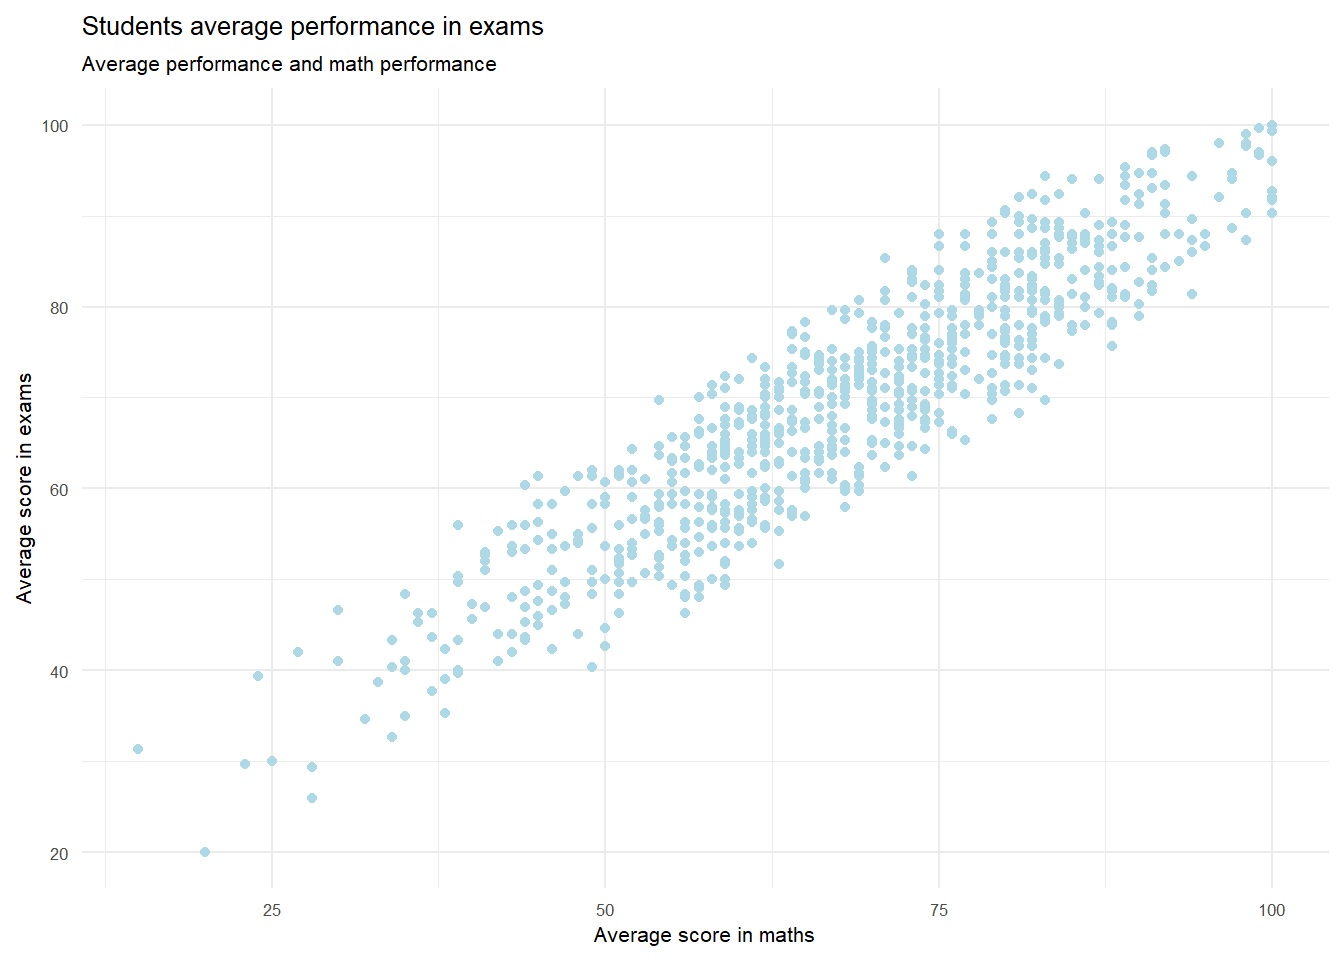 Students average performance in exams
Average performance and math performance
100
80
60
40
20
Average score in exams
25 50 75 100
Average score in maths